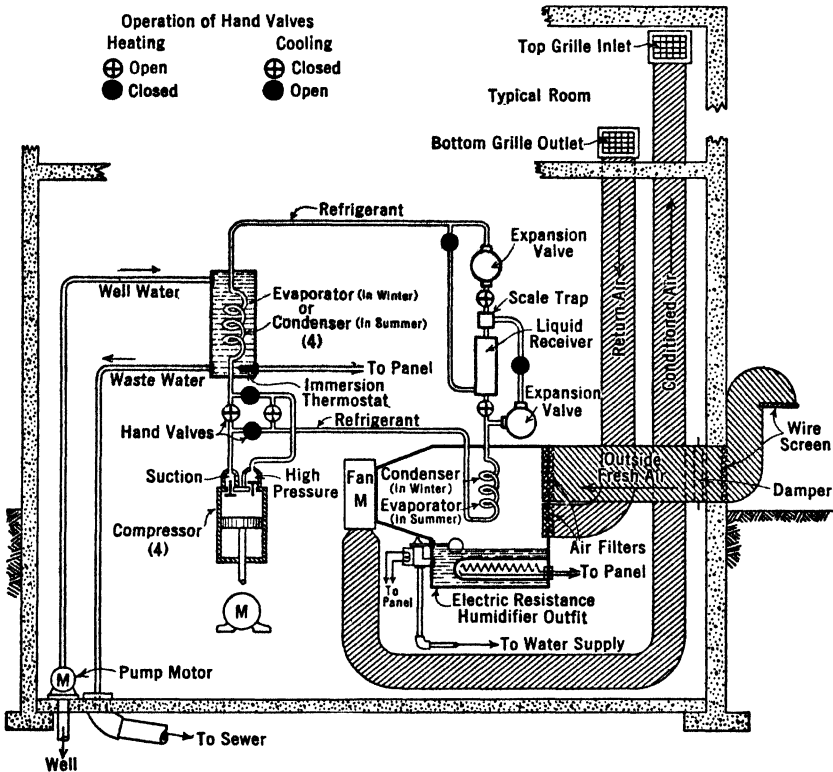 Operation of Hand Valves
Heating
Cooling
Open
Closed
Closed
Open
Top Grille Inlet
Typical Room
Bottom Grille Outlet
Refrigerant
Expansion
Valve
Well Water
Evaporator (In Winter)
or
Condenser (In Summer)
(4)
Scale Trap
Liquid
Receiver
Return Air
Conditioned Air
Waste Water
To Panel
Immersion
Thermostat
Expansion
Valve
Hand Valves
Refrigerant
Wire
Screen
Suction
High
Pressure
Fan
M
Condenser
(In Winter)
Evaporator
(In Summer)
Outside
Fresh Air
Damper
Compressor
(4)
Air Filters
To
Panel
To Panel
M
Electric Resistance
Humidifier Outfit
To Water Supply
M
Pump Motor
To Sewer
Well